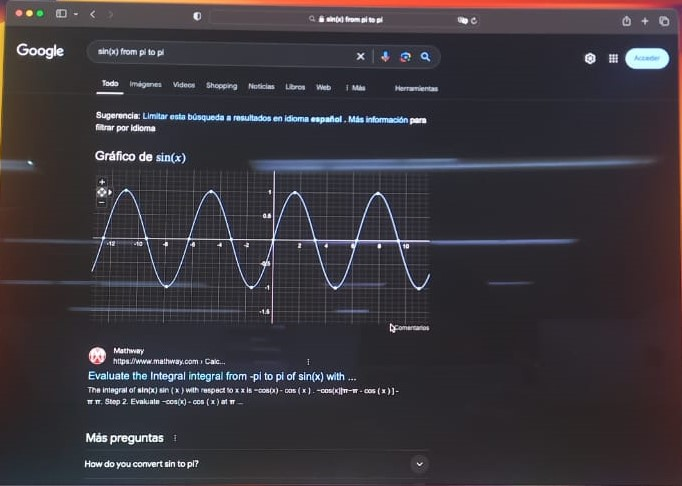 sin(x) from pi to pi
Google
sin(x) from pi to pi
Acceder
Todo Imágenes Videos Shopping Noticias Libros Web Más Herramientas
Sugerencia: Limitar esta búsqueda a resultados en idioma español . Más información para
filtrar por idioma
Gráfico de sin(x)
1
0.5
-12 -10 -8 -6 -4 -2 2 4 6 8 10
-0.5
-1
-1.5
Comentarios
Mathway
https://www.mathway.com › Calc...
Evaluate the Integral integral from -pi to pi of sin(x) with ...
The integral of sin(x) sin ( x ) with respect to x x is −cos(x) - cos ( x ) . −cos(x)]π−π - cos ( x ) ] -
π π. Step 2. Evaluate −cos(x) - cos ( x ) at π ...
Más preguntas
How do you convert sin to pi?